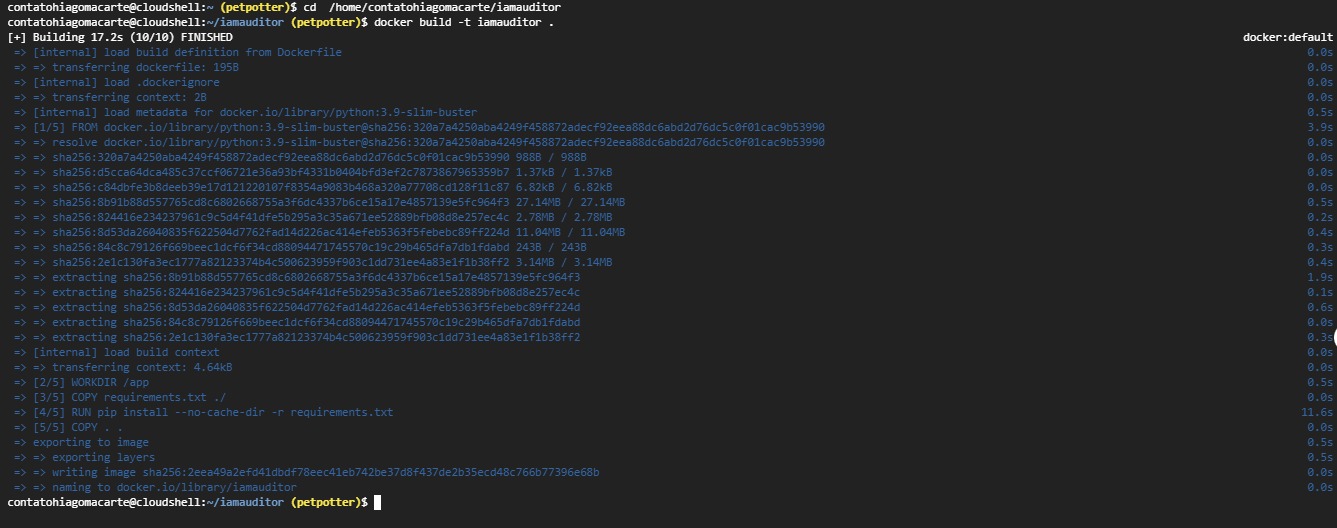 contatohiagomacarte@cloudshell:~ (petpotter)$ cd  /home/contatohiagomacarte/iamauditor
contatohiagomacarte@cloudshell:~/iamauditor (petpotter)$ docker build -t iamauditor .
[+] Building 17.2s (10/10) FINISHED docker:default
=> [internal] load build definition from Dockerfile 0.0s
=> => transferring dockerfile: 195B 0.0s
=> [internal] load .dockerignore 0.0s
=> => transferring context: 2B 0.0s
=> [internal] load metadata for docker.io/library/python:3.9-slim-buster 0.5s
=> [1/5] FROM docker.io/library/python:3.9-slim-buster@sha256:320a7a4250aba4249f458872adecf92eea88dc6abd2d76dc5c0f01cac9b53990 3.9s
=> => resolve docker.io/library/python:3.9-slim-buster@sha256:320a7a4250aba4249f458872adecf92eea88dc6abd2d76dc5c0f01cac9b53990 0.0s
=> => sha256:320a7a4250aba4249f458872adecf92eea88dc6abd2d76dc5c0f01cac9b53990 988B / 988B 0.0s
=> => sha256:d5cca64dca485c37ccf06721e36a93bf4331b0404bfd3ef2c7873867965359b7 1.37kB / 1.37kB 0.0s
=> => sha256:c84dbfe3b8deeb39e17d121220107f8354a9083b468a320a77708cd128f11c87 6.82kB / 6.82kB 0.0s
=> => sha256:8b91b88d557765cd8c6802668755a3f6dc4337b6ce15a17e4857139e5fc964f3 27.14MB / 27.14MB 0.5s
=> => sha256:824416e234237961c9c5d4f41dfe5b295a3c35a671ee52889bfb08d8e257ec4c 2.78MB / 2.78MB 0.2s
=> => sha256:8d53da26040835f622504d7762fad14d226ac414efeb5363f5febebc89ff224d 11.04MB / 11.04MB 0.4s
=> => sha256:84c8c79126f669beec1dcf6f34cd88094471745570c19c29b465dfa7db1fdabd 243B / 243B 0.3s
=> => sha256:2e1c130fa3ec1777a82123374b4c500623959f903c1dd731ee4a83e1f1b38ff2 3.14MB / 3.14MB 0.4s
=> => extracting sha256:8b91b88d557765cd8c6802668755a3f6dc4337b6ce15a17e4857139e5fc964f3 1.9s
=> => extracting sha256:824416e234237961c9c5d4f41dfe5b295a3c35a671ee52889bfb08d8e257ec4c 0.1s
=> => extracting sha256:8d53da26040835f622504d7762fad14d226ac414efeb5363f5febebc89ff224d 0.6s
=> => extracting sha256:84c8c79126f669beec1dcf6f34cd88094471745570c19c29b465dfa7db1fdabd 0.0s
=> => extracting sha256:2e1c130fa3ec1777a82123374b4c500623959f903c1dd731ee4a83e1f1b38ff2 0.3s
=> [internal] load build context 0.0s
=> => transferring context: 4.64kB 0.0s
=> [2/5] WORKDIR /app 0.5s
=> [3/5] COPY requirements.txt ./ 0.0s
=> [4/5] RUN pip install --no-cache-dir -r requirements.txt 11.6s
=> [5/5] COPY . . 0.0s
=> exporting to image 0.5s
=> => exporting layers 0.5s
=> => writing image sha256:2eea49a2efd41dbdf78eec41eb742be37d8f437de2b35ecd48c766b77396e68b 0.0s
=> => naming to docker.io/library/iamauditor 0.0s
contatohiagomacarte@cloudshell:~/iamauditor (petpotter)$